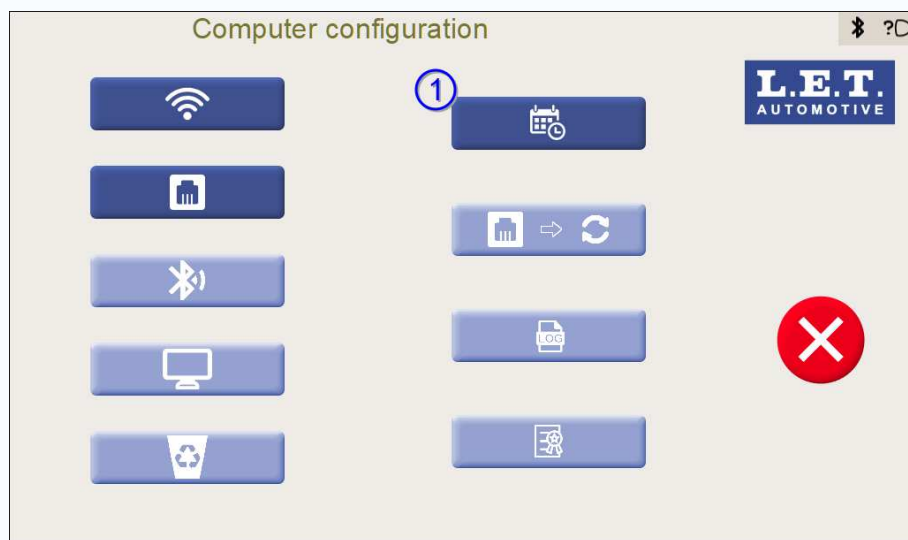 Computer configuration
?
1
L.E.T.
AUTOMOTIVE
LOG